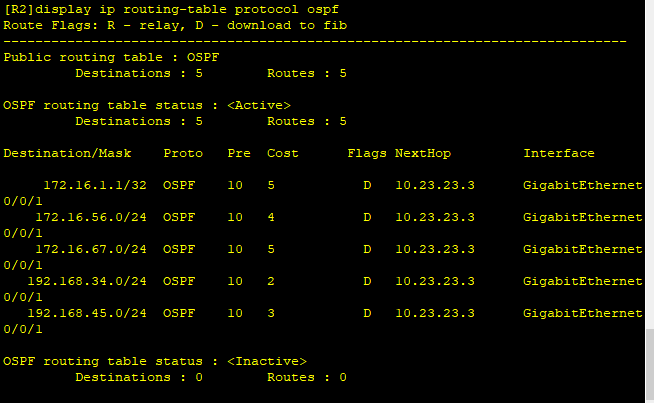 [R2]display ip routing-table protocol ospf
Route Flags: R - relay, D - download to fib
------------------------------------------------------------------------------
Public routing table : OSPF
         Destinations : 5        Routes : 5

OSPF routing table status : <Active>
         Destinations : 5        Routes : 5

Destination/Mask    Proto   Pre  Cost      Flags NextHop         Interface

     172.16.1.1/32  OSPF    10   5           D   10.23.23.3      GigabitEthernet
0/0/1
    172.16.56.0/24  OSPF    10   4           D   10.23.23.3      GigabitEthernet
0/0/1
    172.16.67.0/24  OSPF    10   5           D   10.23.23.3      GigabitEthernet
0/0/1
   192.168.34.0/24  OSPF    10   2           D   10.23.23.3      GigabitEthernet
0/0/1
   192.168.45.0/24  OSPF    10   3           D   10.23.23.3      GigabitEthernet
0/0/1

OSPF routing table status : <Inactive>
         Destinations : 0        Routes : 0